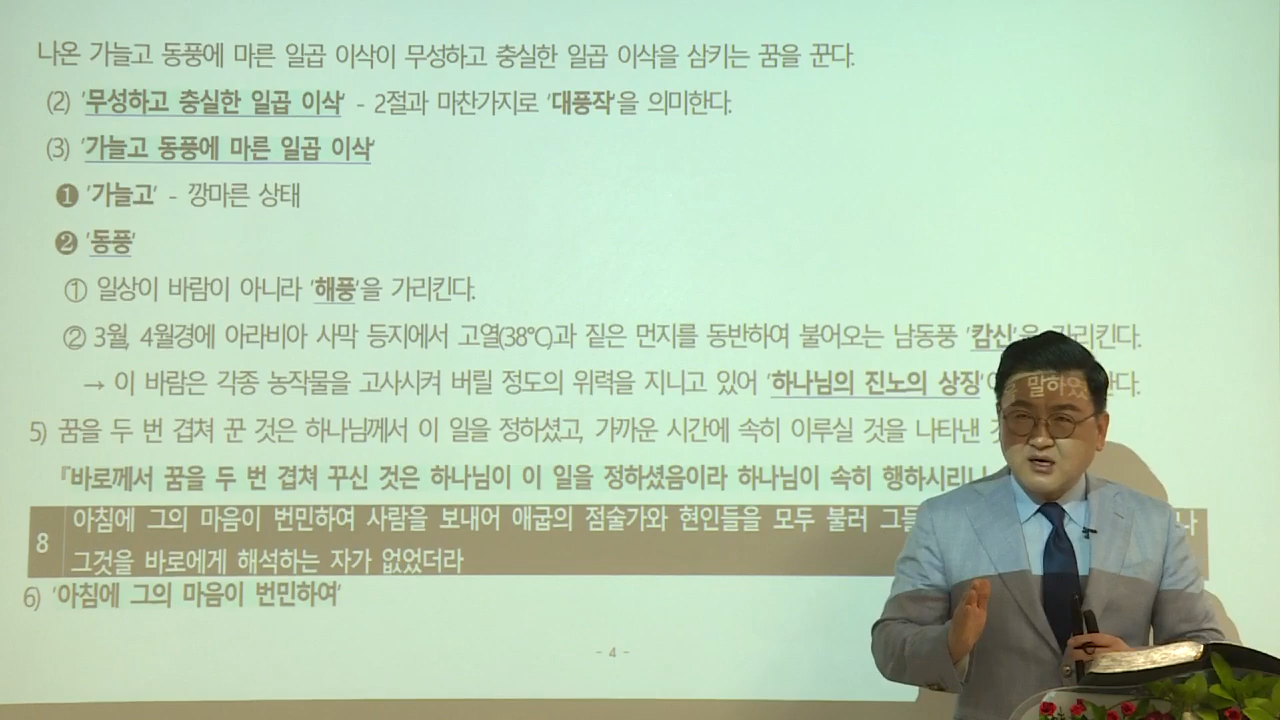 나온 가늘고 동풍에 마른 일곱 이삭이 무성하고 충실한 일곱 이삭을 삼키는 꿈을 꾼다.
(2) '무성하고 충실한 일곱 이삭' - 2절과 마찬가지로 '대풍작'을 의미한다.
(3) '가늘고 동풍에 마른 일곱 이삭'
❶ '가늘고' - 깡마른 상태
❷ '동풍'
① 일상이 바람이 아니라 '해풍'을 가리킨다.
② 3월, 4월경에 아라비아 사막 등지에서 고열(38℃)과 짙은 먼지를 동반하여 불어오는 남동풍 '캄신'을 가리킨다.
→ 이 바람은 각종 농작물을 고사시켜 버릴 정도의 위력을 지니고 있어 '하나님의 진노의 상징' 말하였
5) 꿈을 두 번 겹쳐 꾼 것은 하나님께서 이 일을 정하셨고, 가까운 시간에 속히 이루실 것을 나타낸
『바로께서 꿈을 두 번 겹쳐 꾸신 것은 하나님이 이 일을 정하셨음이라 하나님이 속히 행하시리니
8 아침에 그의 마음이 번민하여 사람을 보내어 애굽의 점술가와 현인들을 모두 불러 그들 나
그것을 바로에게 해석하는 자가 없었더라
6) '아침에 그의 마음이 번민하여'
- 4 -